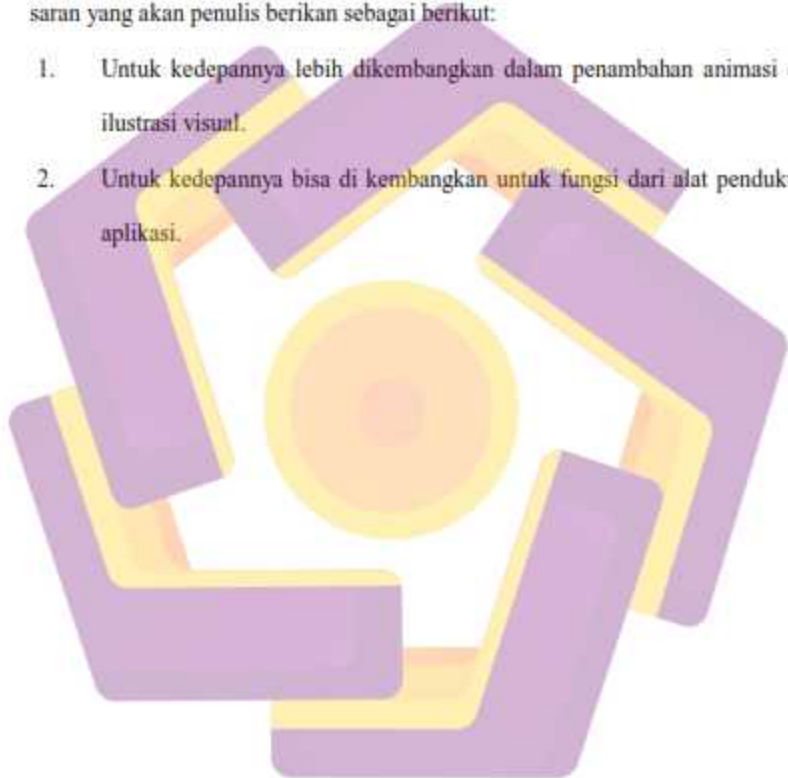 saran yang akan penulis berikan sebagai berikut:
1. Untuk kedepannya lebih dikembangkan dalam penambahan animasi
ilustrasi visual.
2. Untuk kedepannya bisa di kembangkan untuk fungsi dari alat
aplikasi.